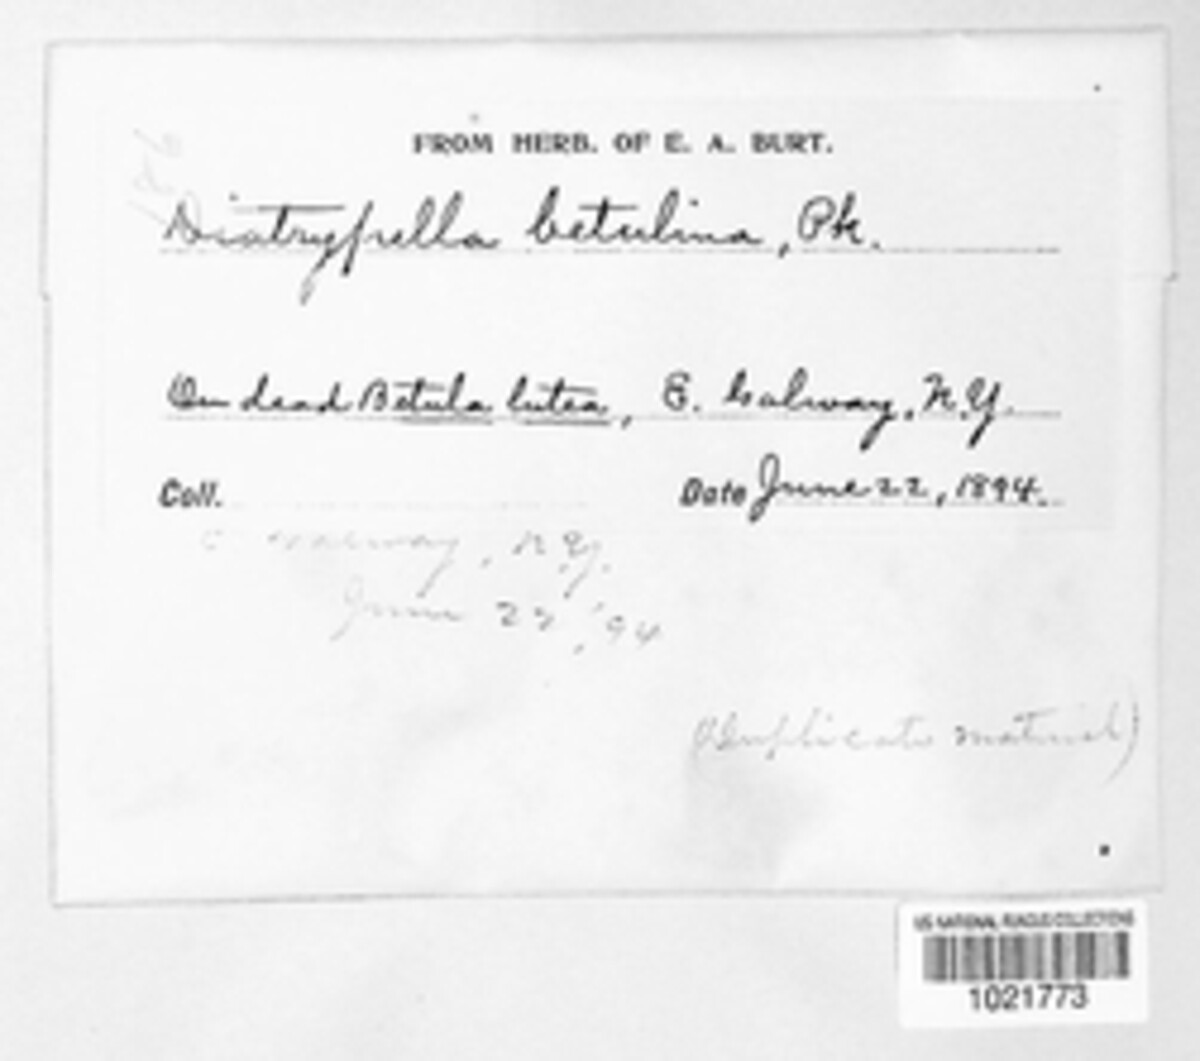 FROM HERB. OF E. A. BURT.
Diatrypella betulina, Pk.
On dead Betula lutea, E. Galway, N.Y.
Coll.
Date June 22, 1894.
Galway, N.Y.
June 22, '94
(Duplicate material)
US NATIONAL FUNGUS COLLECTIONS
1021773